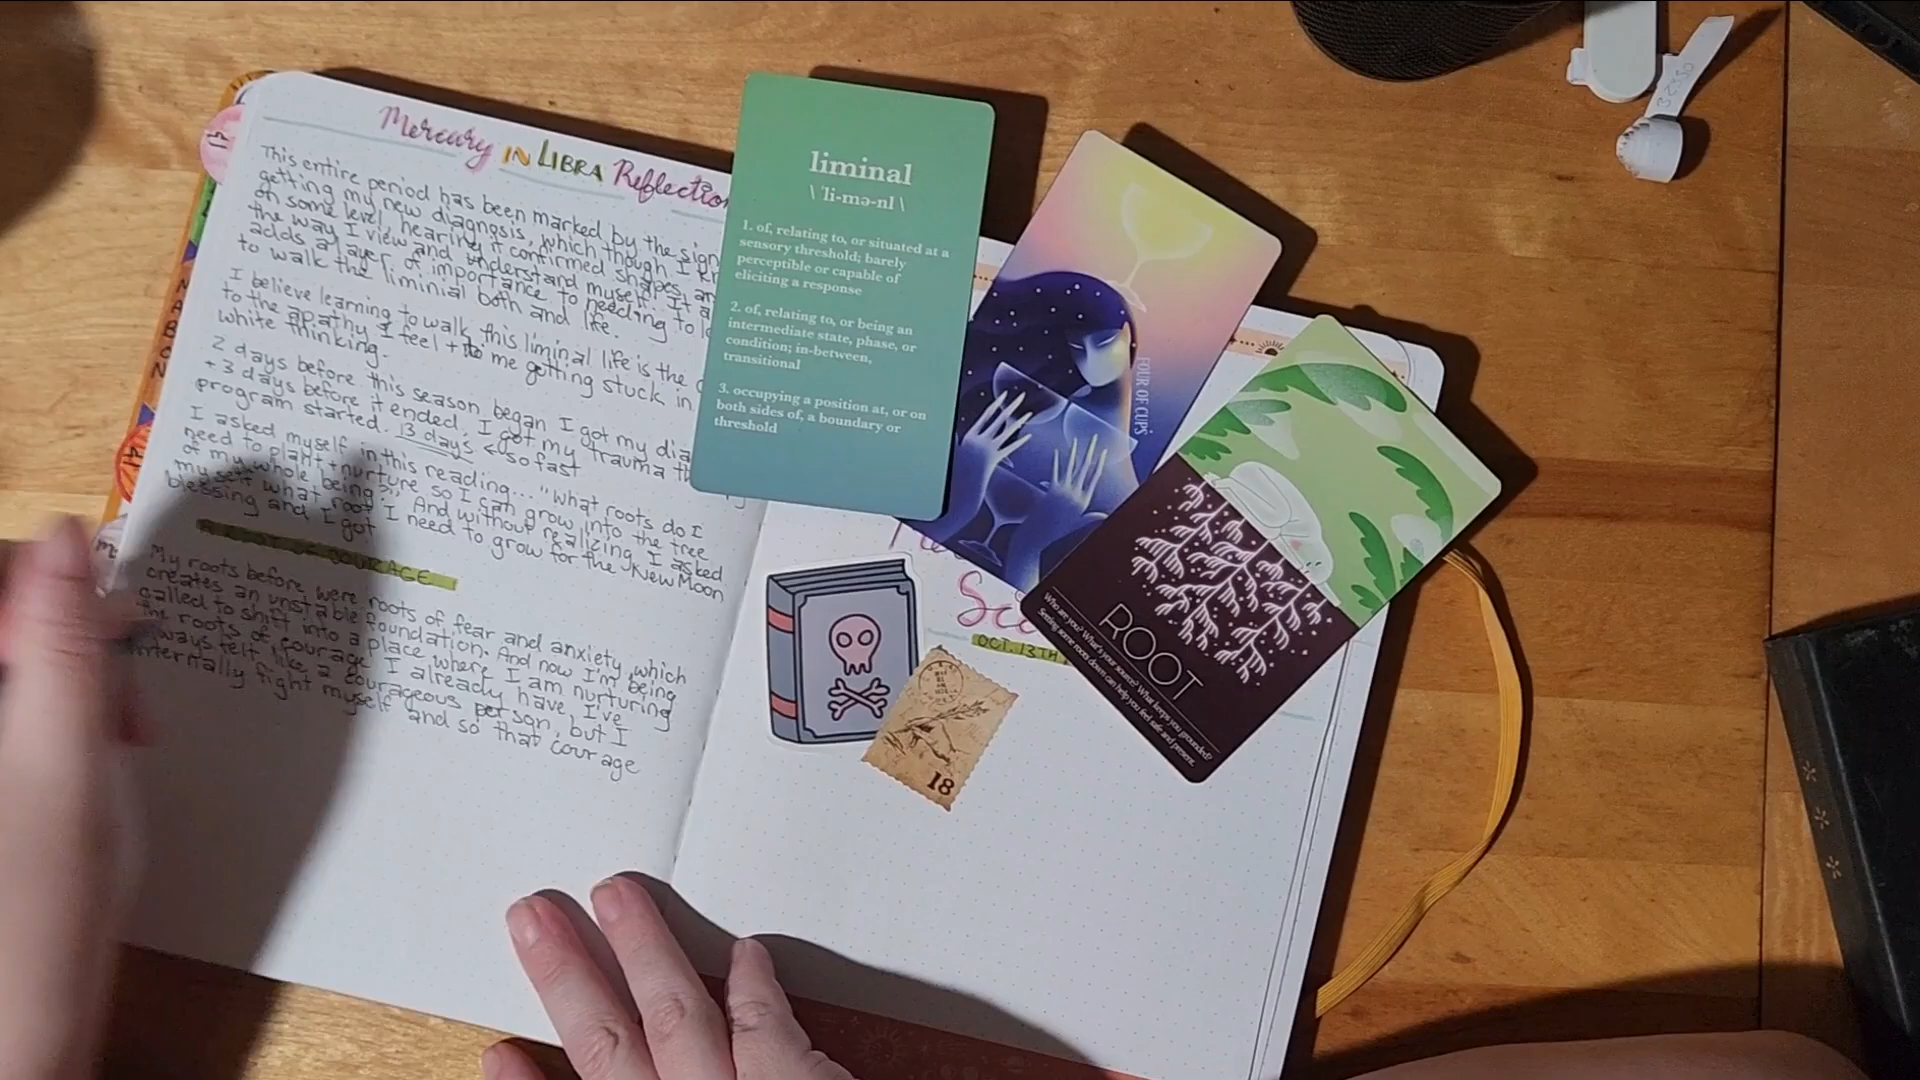 Mercury IN LIBRA Reflection
This entire period has been marked by the
getting my new diagnosis, which though I
on some level, hearing it confirmed shapes
the way I view and understand myself. It
adds a layer of importance to needing to
to walk the liminial both and life.
I believe learning to walk this liminal life is the
to the apathy I feel + to me getting stuck in
white thinking.
2 days before this season began I got my
+ 3 days before it ended, I got my trauma
program started. 13 days so fast
I asked myself in this reading... "What roots do I
need to plant + nurture so I can grow into the tree
of my whole being?" And without realizing, I asked
myself what root I need to grow for the New Moon
blessing and I got
A ROOT OF COURAGE
My roots before were roots of fear and anxiety, which
creates an unstable foundation. And now I'm being
called to shift into a place where I am nurturing
the roots of courage I already have. I've
always felt like a courageous person, but I
internally fight myself and so that courage
liminal
\ 'li-mə-nl \
1. of, relating to, or situated at a
sensory threshold; barely
perceptible or capable of
eliciting a response
2. of, relating to, or being an
intermediate state, phase, or
condition; in-between,
transitional
3. occupying a position at, or on
both sides of, a boundary or
threshold
FOUR OF CUPS
ROOT
Who are you? What's your source? What keeps you grounded?
Setting some roots down can help you feel safe and present.
OCT. 13TH
18